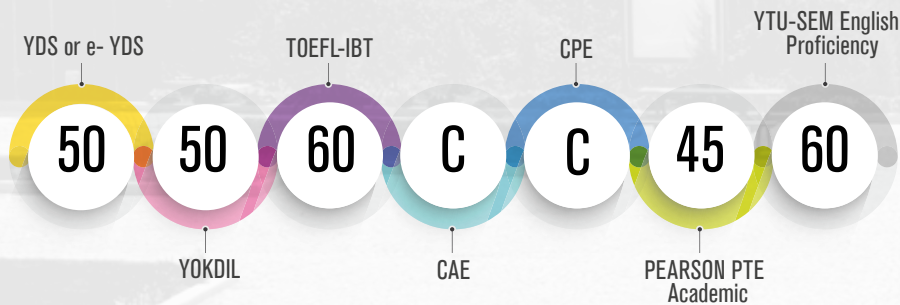 YTU-SEM English
Proficiency
YDS or e- YDS
TOEFL-IBT
CPE
50
50
60
C
C
45
60
YOKDIL
CAE
PEARSON PTE
Academic